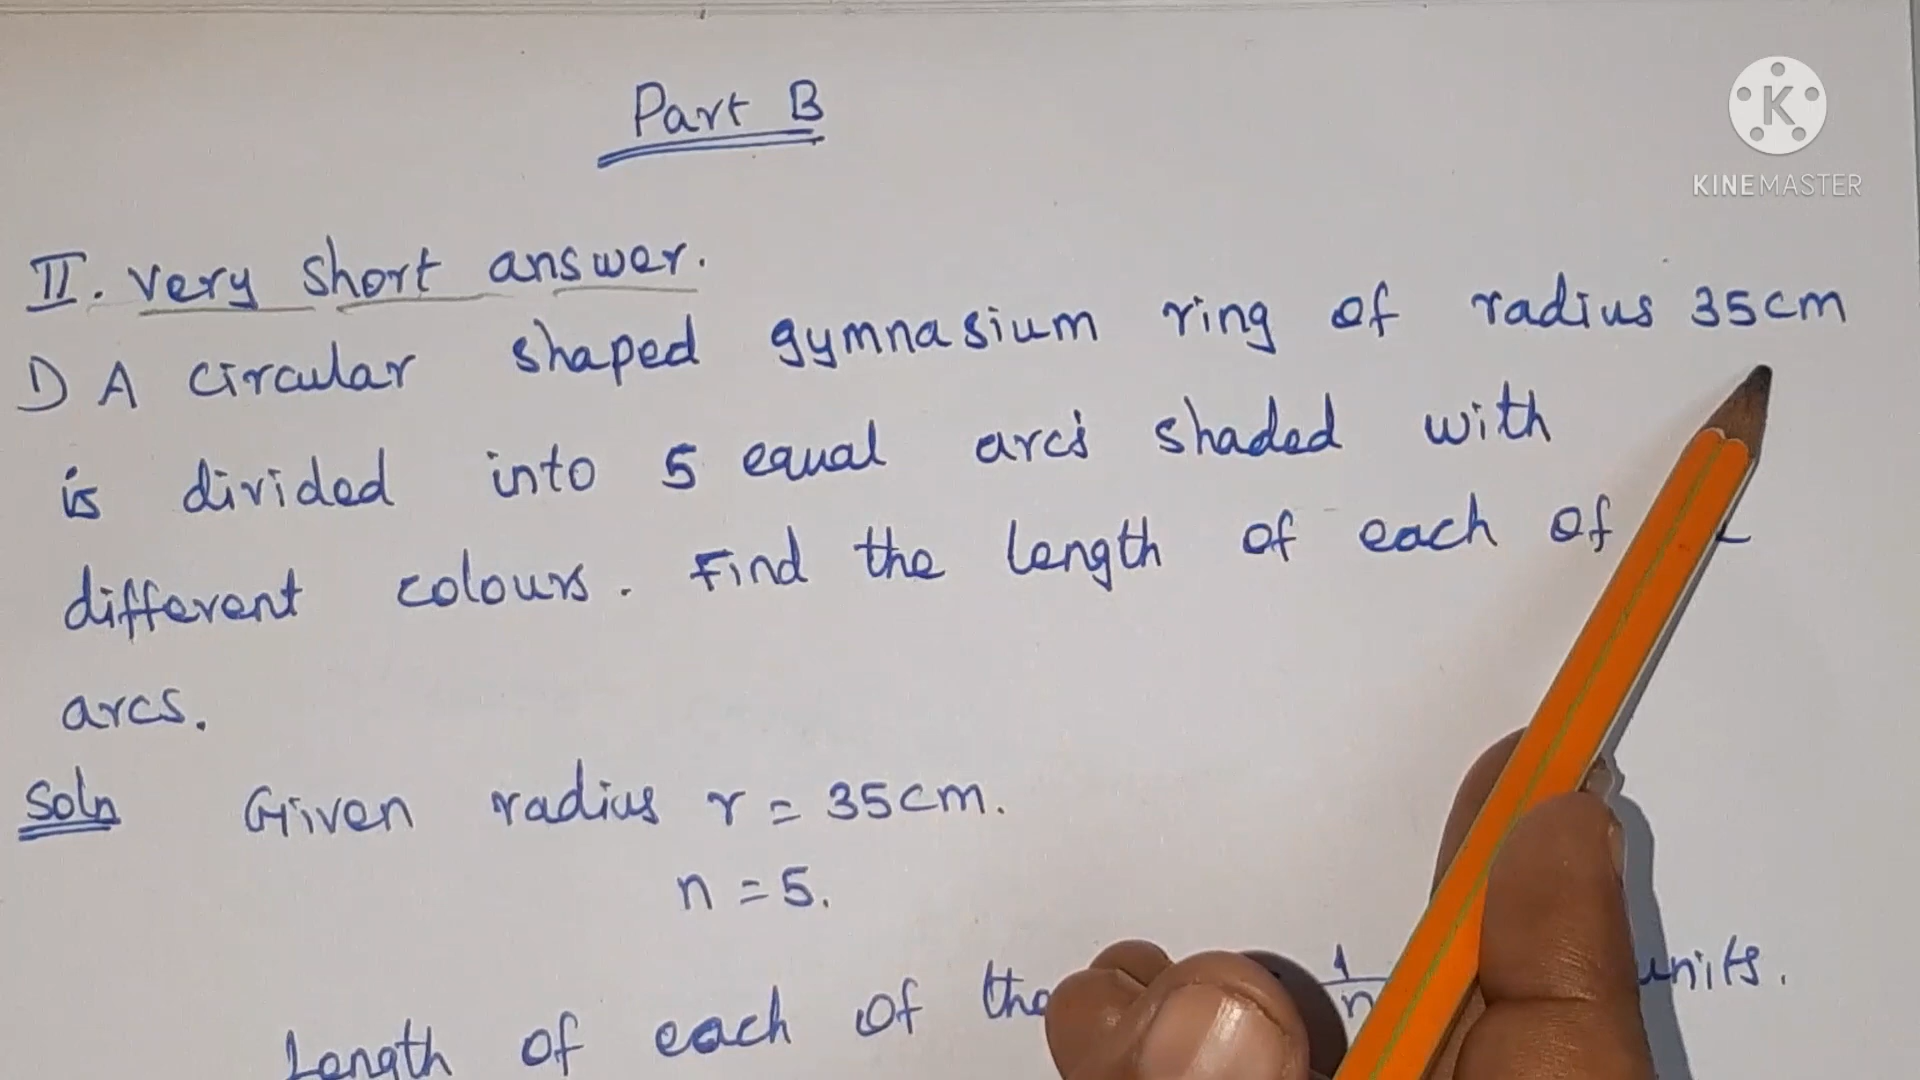 Part B
KINEMASTER
II. Very short answer.
1) A circular shaped gymnasium ring of radius 35cm
is divided into 5 equal arc's shaded with
different colours. Find the length of each of
arcs.
Soln Given radius r = 35cm.
n = 5.
Length of each of the 1/n units.